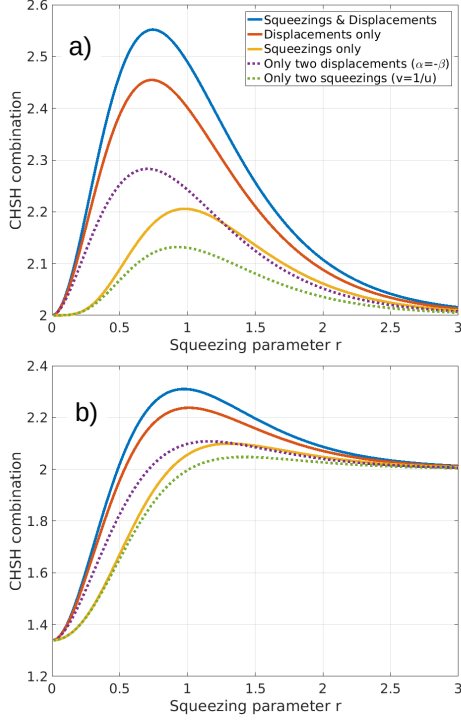 a)
Squeezings & Displacements
Displacements only
Squeezings only
Only two displacements (α=-β)
Only two squeezings (v=1/u)
CHSH combination
2.6
2.5
2.4
2.3
2.2
2.1
2
0 0.5 1 1.5 2 2.5 3
Squeezing parameter r
b)
CHSH combination
2.4
2.2
2
1.8
1.6
1.4
1.2
0 0.5 1 1.5 2 2.5 3
Squeezing parameter r